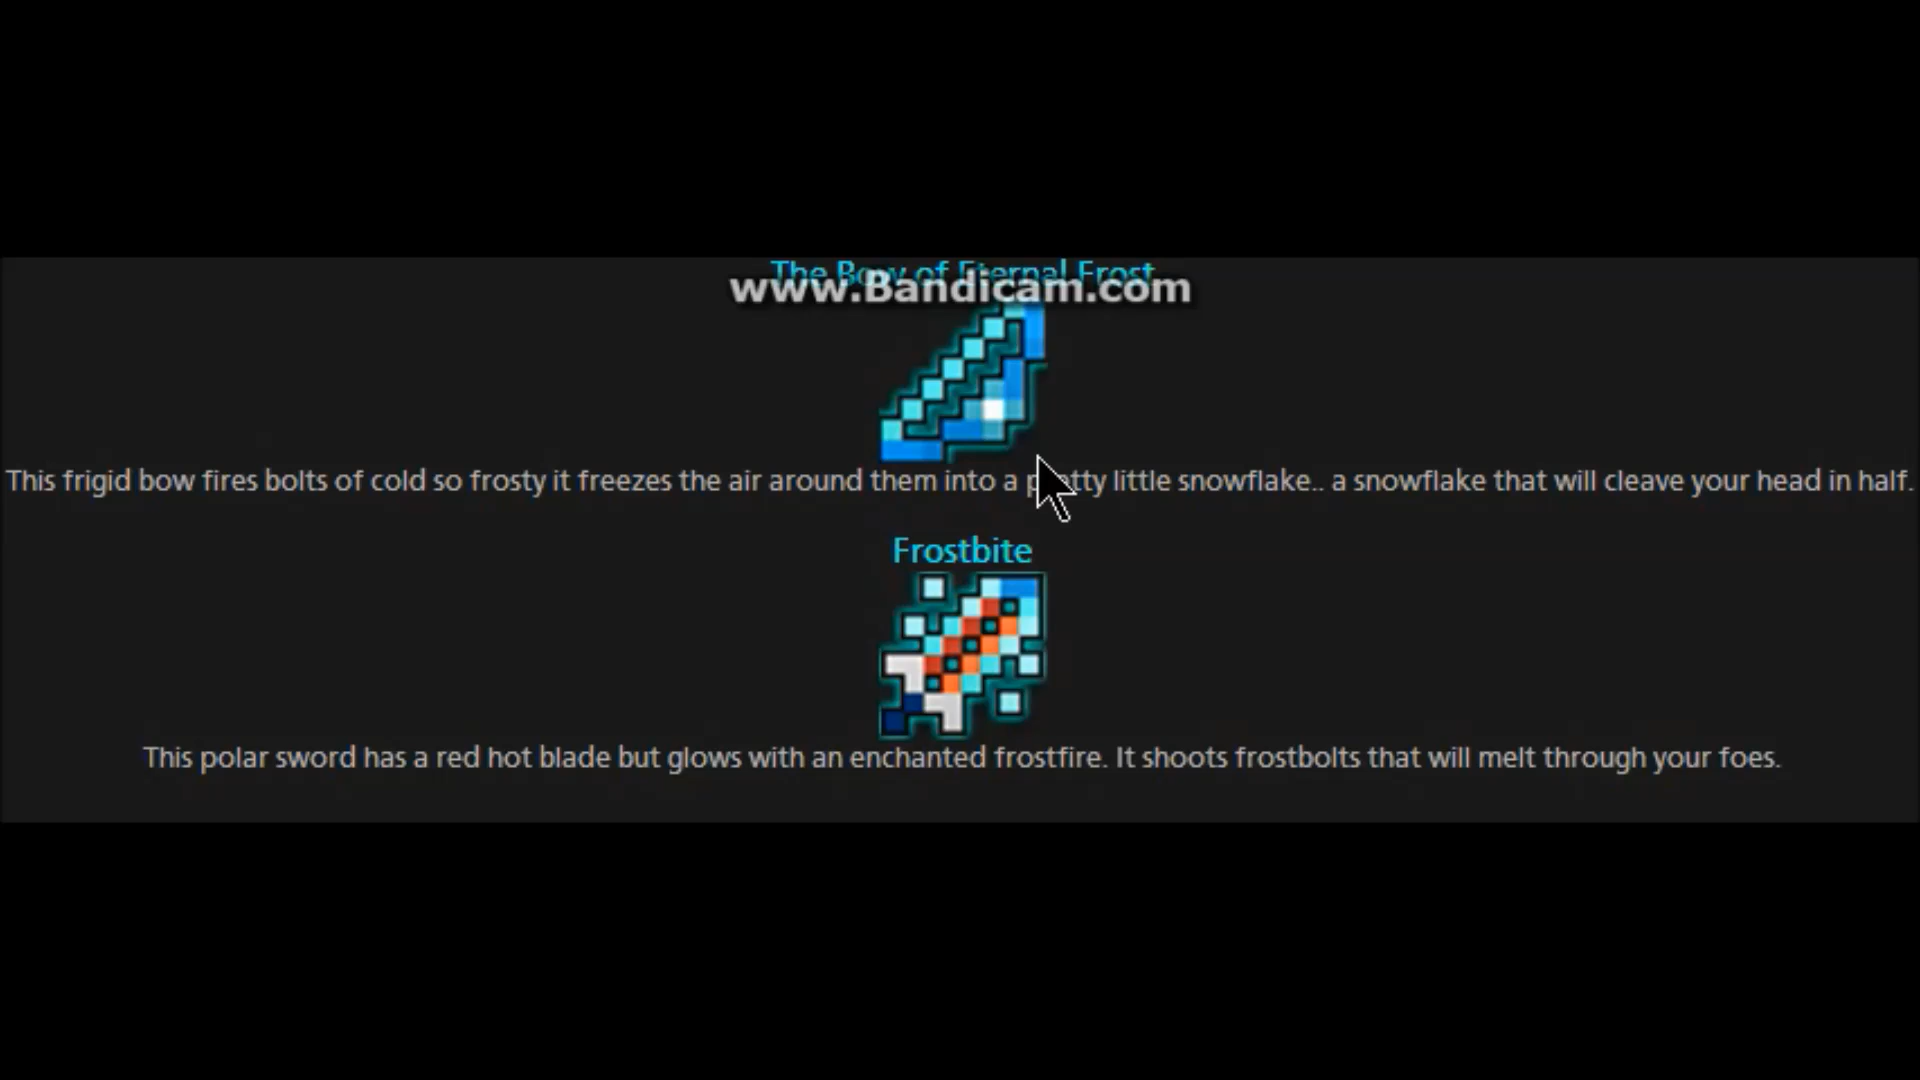 The Bow of Eternal Frost
www.Bandicam.com
This frigid bow fires bolts of cold so frosty it freezes the air around them into a pretty little snowflake.. a snowflake that will cleave your head in half.
Frostbite
This polar sword has a red hot blade but glows with an enchanted frostfire. It shoots frostbolts that will melt through your foes.